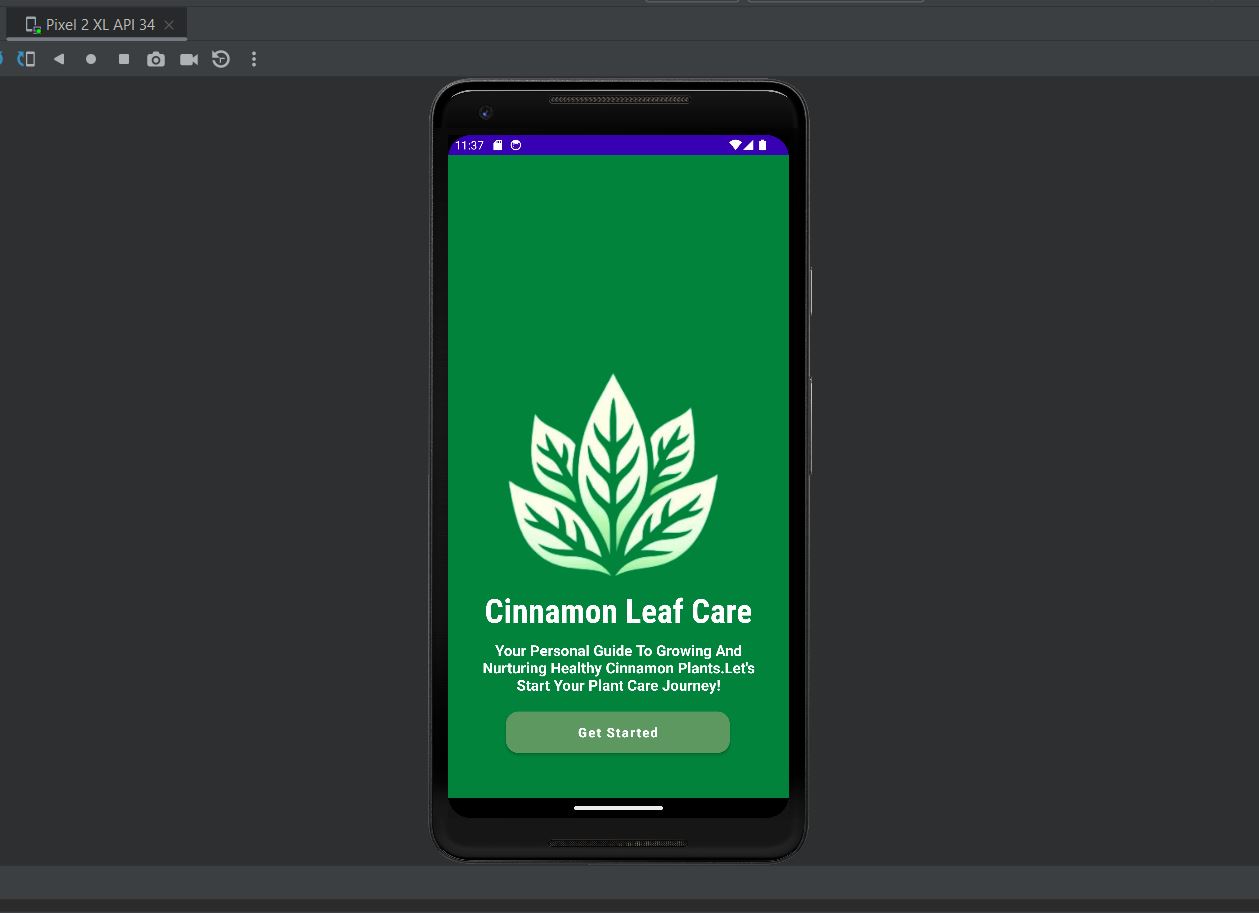 Pixel 2 XL API 34
11:37
Cinnamon Leaf Care
Your Personal Guide To Growing And
Nurturing Healthy Cinnamon Plants.Let's
Start Your Plant Care Journey!
Get Started